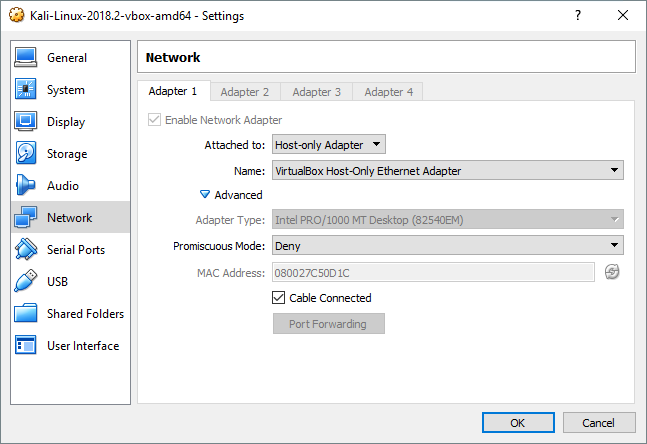 Kali-Linux-2018.2-vbox-amd64 - Settings
?
General
System
Display
Storage
Audio
Network
Serial Ports
USB
Shared Folders
User Interface
Network
Adapter 1 Adapter 2 Adapter 3 Adapter 4
Enable Network Adapter
Attached to: Host-only Adapter
Name: VirtualBox Host-Only Ethernet Adapter
Advanced
Adapter Type: Intel PRO/1000 MT Desktop (82540EM)
Promiscuous Mode: Deny
MAC Address: 080027C50D1C
Cable Connected
Port Forwarding
OK Cancel